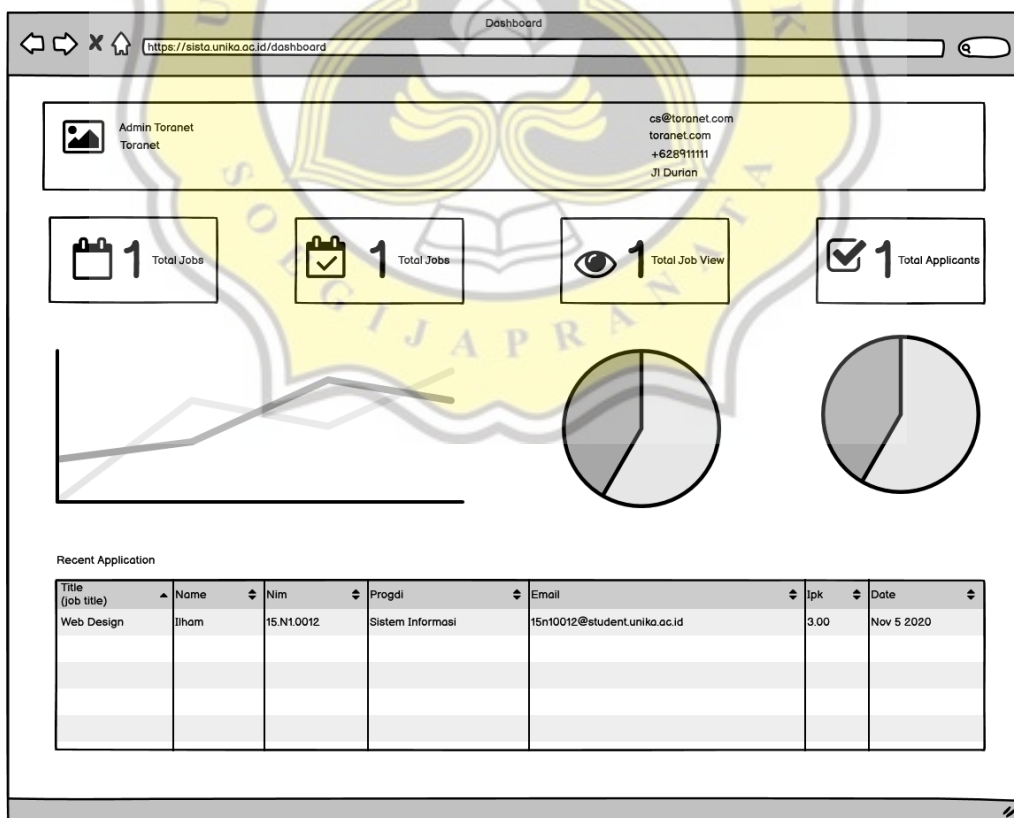 Dashboard
https://sista.unika.ac.id/dashboard
Admin Toranet
Toranet
cs@toranet.com
toranet.com
+628911111
Jl Durian
1 Total Jobs
1 Total Jobs
1 Total Job View
1 Total Applicants
U K
SOEGIJAPRANATA
Recent Application
Title
(job title) Name Nim Progdi Email Ipk Date
Web Design Ilham 15.N1.0012 Sistem Informasi 15n10012@student.unika.ac.id 3.00 Nov 5 2020